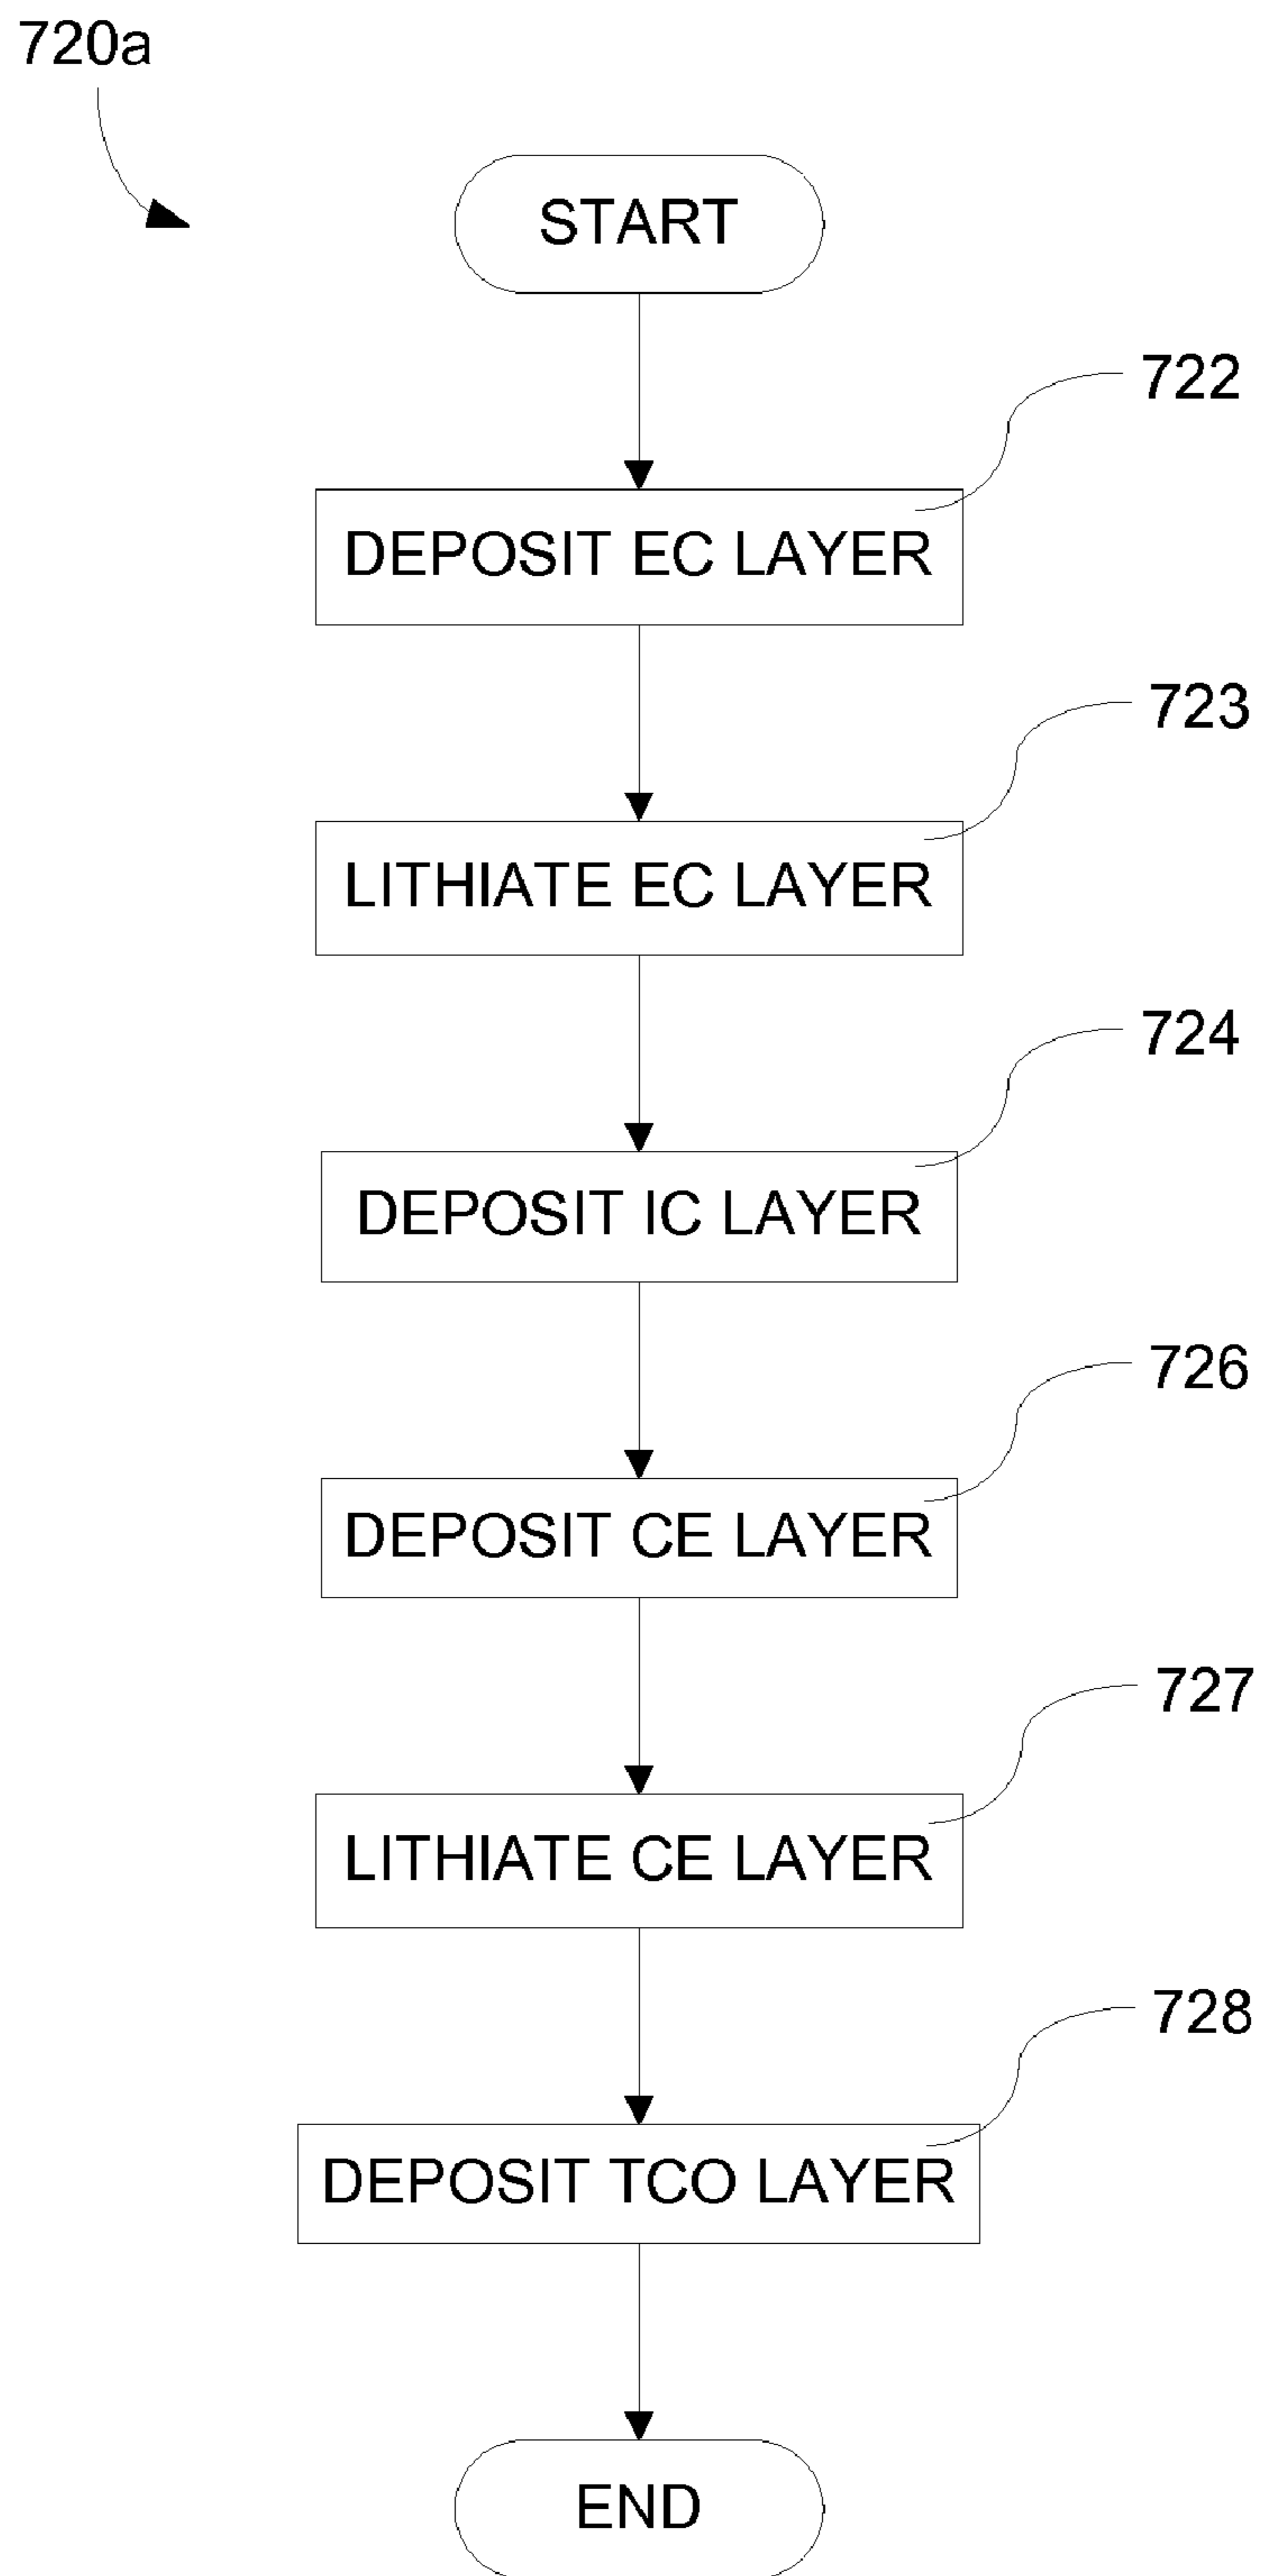 720a
START
722
DEPOSIT EC LAYER
723
LITHIATE EC LAYER
724
DEPOSIT IC LAYER
726
DEPOSIT CE LAYER
727
LITHIATE CE LAYER
728
DEPOSIT TCO LAYER
END